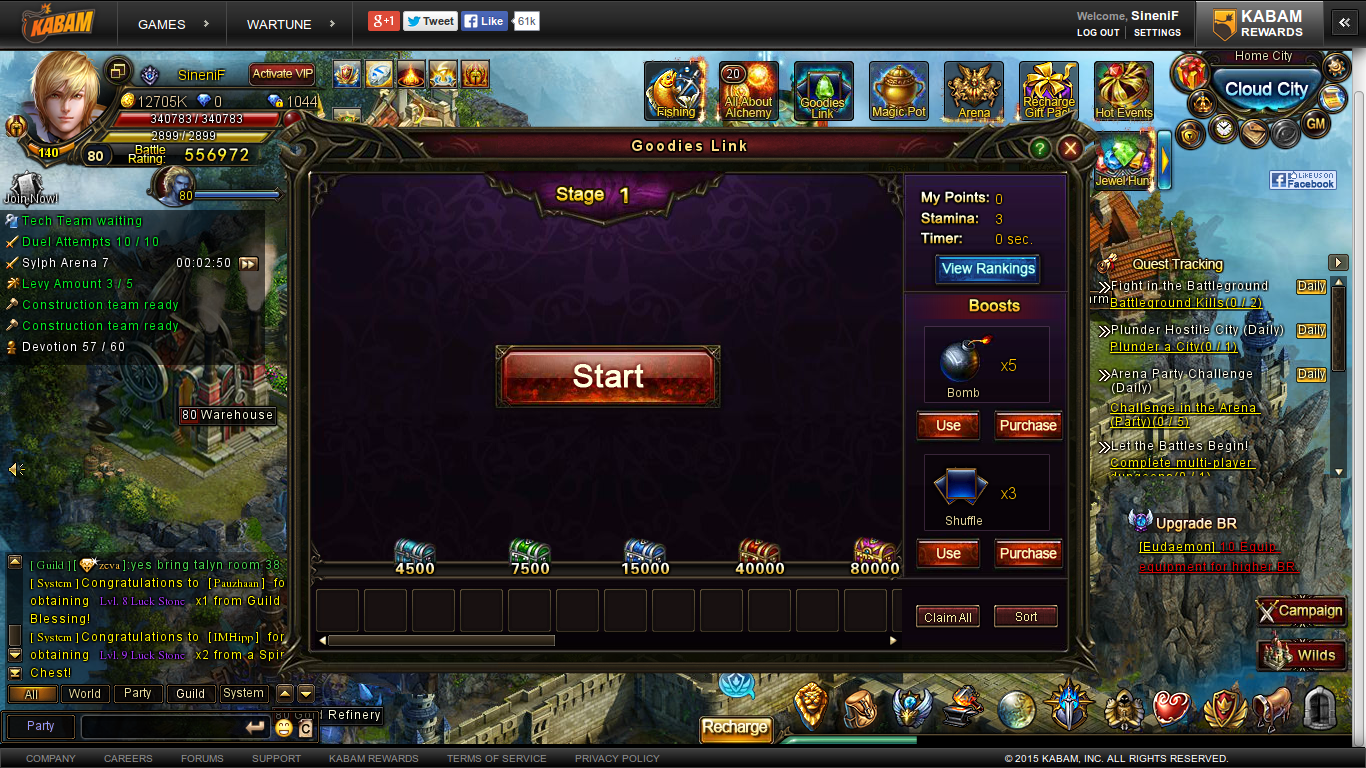 KABAM
GAMES
WARTUNE
g+1
Tweet
Like
61k
Welcome, SineniF
LOG OUT
SETTINGS
KABAM
REWARDS
SineniF
Activate VIP
12705K
0
1044
340783/ 340783
2899 / 2899
140
80
Battle
Rating:
556972
Join Now!
80
Fishing
20
All About
Alchemy
Goodies
Link
Magic Pot
Arena
Recharge
Gift Pack
Hot Events
Home City
Cloud City
GM
Jewel Hunt
LIKE US ON
Facebook
Tech Team waiting
Duel Attempts 10 / 10
Sylph Arena 7
00:02:50
Levy Amount 3 / 5
Construction team ready
Construction team ready
Devotion 57 / 60
80 Warehouse
Goodies Link
Stage 1
Start
4500
7500
15000
40000
80000
My Points: 0
Stamina: 3
Timer: 0 sec.
View Rankings
Boosts
x5
Bomb
Use
Purchase
x3
Shuffle
Use
Purchase
Claim All
Sort
Quest Tracking
Fight in the Battleground
Daily
Battleground Kills(0 / 2)
Plunder Hostile City (Daily)
Daily
Plunder a City(0 / 1)
Arena Party Challenge
(Daily)
Daily
Challenge in the Arena
(Party)(0 / 5)
Let the Battles Begin!
Complete multi-player
dungeons(0 / 1)
Upgrade BR
[Eudaemon] 10 Equip
equipment for higher BR.
Campaign
Wilds
[ Guild ] [ zcva ]:yes bring talyn room 38
[ System ] Congratulations to [Pauzhaan] fo
obtaining Lvl. 8 Luck Stone x1 from Guild
Blessing!
[ System ] Congratulations to [IMHipp] for
obtaining Lvl. 9 Luck Stone x2 from a Spir
Chest!
All
World
Party
Guild
System
Party
Refinery
Recharge
COMPANY
CAREERS
FORUMS
SUPPORT
KABAM REWARDS
TERMS OF SERVICE
PRIVACY POLICY
© 2015 KABAM, INC. ALL RIGHTS RESERVED.